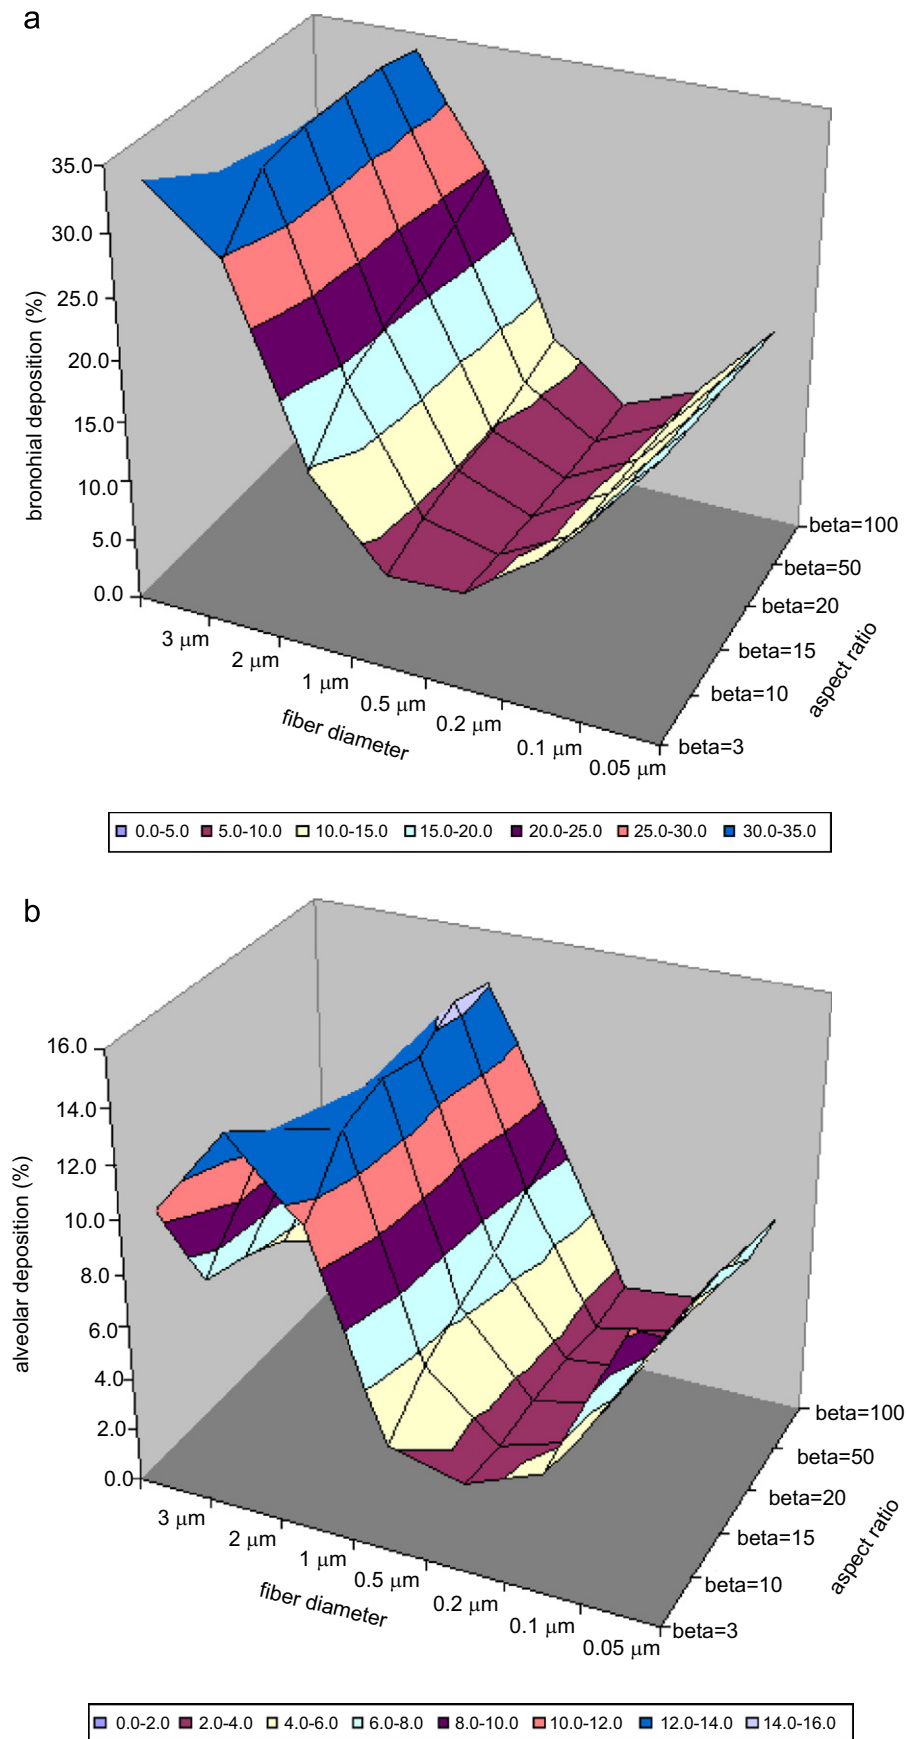 a
35.0
30.0
25.0
20.0
15.0
10.0
5.0
0.0
bronohial deposition (%)
3 μm
2 μm
1 μm
0.5 μm
0.2 μm
0.1 μm
0.05 μm
fiber diameter
beta=100
beta=50
beta=20
beta=15
beta=10
beta=3
aspect ratio
0.0-5.0 5.0-10.0 10.0-15.0 15.0-20.0 20.0-25.0 25.0-30.0 30.0-35.0
b
16.0
14.0
12.0
10.0
8.0
6.0
4.0
2.0
0.0
alveolar deposition (%)
3 μm
2 μm
1 μm
0.5 μm
0.2 μm
0.1 μm
0.05 μm
fiber diameter
beta=100
beta=50
beta=20
beta=15
beta=10
beta=3
aspect ratio
0.0-2.0 2.0-4.0 4.0-6.0 6.0-8.0 8.0-10.0 10.0-12.0 12.0-14.0 14.0-16.0